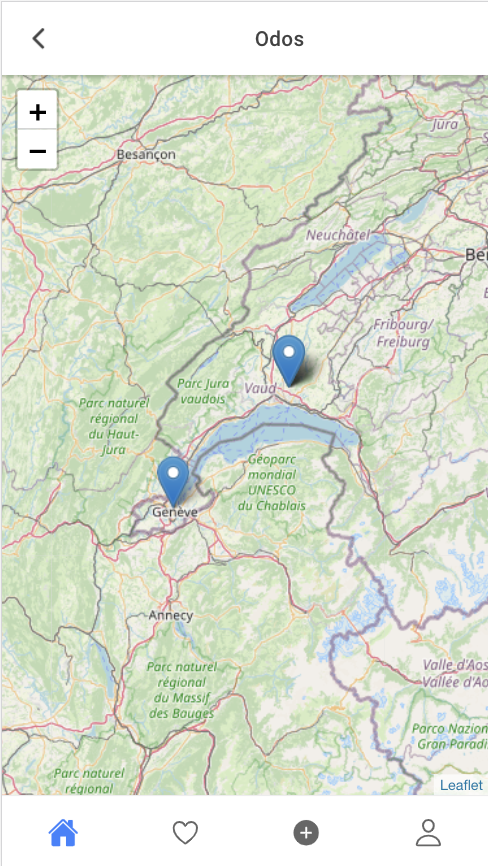 Odos
+
−
Jura
Besançon
Neuchâtel
Be
Fribourg/
Freiburg
Parc Jura
vaudois
Vaud
Parc naturel
régional
du Haut-
Jura
Géoparc
mondial
UNESCO
du Chablais
Genève
Annecy
Parc naturel
régional
du Massif
des Bauges
Valle d'Aos
Vallée d'Ao
Parco Nazion
Gran Paradi
Parc naturel
régional
Leaflet